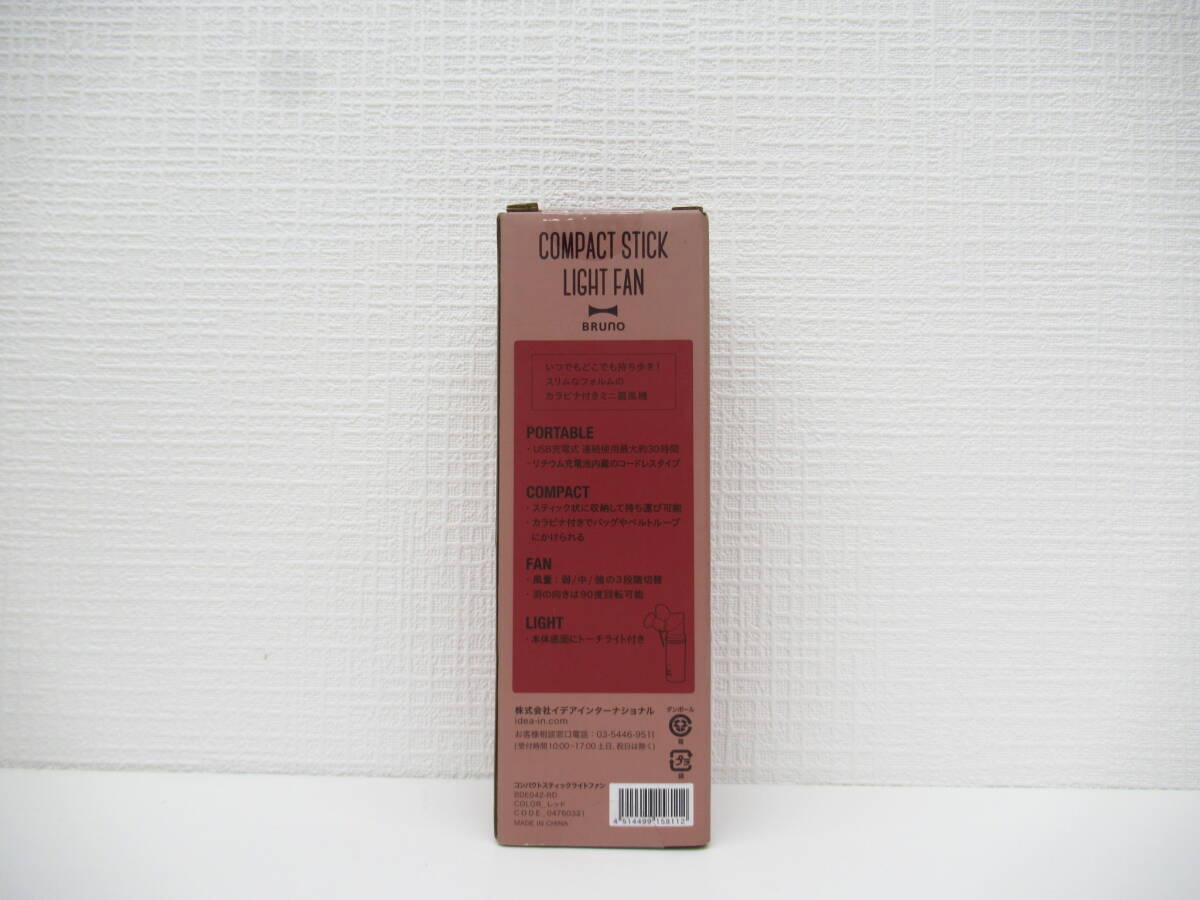 COMPACT STICK
LIGHT FAN
BRUNO
いつでもどこでも持ち歩き!
スリムなフォルムの
カラビナ付きミニ扇風機
PORTABLE
・USB充電式 連続使用最大約30時間
・リチウム充電池内蔵のコードレスタイプ
COMPACT
・スティック状に収納して持ち運び可能
・カラビナ付きでバッグやベルトループ
にかけられる
FAN
・風量:弱/中/強の3段階切替
・羽の向きは90度回転可能
LIGHT
・本体底面にトーチライト付き
株式会社イデアインターナショナル
idea-in.com
お客様相談窓口電話:03-5446-9511
(受付時間10:00~17:00 土日、祝日は除く)
ダンボール
箱
プラ
袋
コンパクトスティックライトファン
BDE042-RD
COLOR_レッド
CODE_04760321
MADE IN CHINA
4 514499 158112